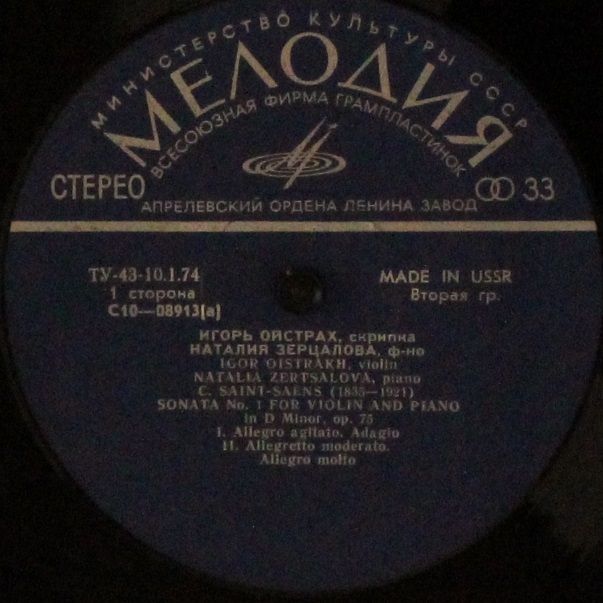 МИНИСТЕРСТВО КУЛЬТУРЫ СССР
МЕЛОДИЯ
ВСЕСОЮЗНАЯ ФИРМА ГРАМПЛАСТИНОК
СТЕРЕО
33
АПРЕЛЕВСКИЙ ОРДЕНА ЛЕНИНА ЗАВОД
ТУ-43-10.1.74
MADE IN USSR
1 сторона
Вторая гр.
С10—08913(а)
ИГОРЬ ОЙСТРАХ, скрипка
НАТАЛИЯ ЗЕРЦАЛОВА, ф-но
IGOR OISTRAKH, violin
NATALIA ZERTSALOVA, piano
C. SAINT-SAENS (1835—1921)
SONATA No. 1 FOR VIOLIN AND PIANO
in D Minor, op. 75
I. Allegro agitato. Adagio
II. Allegretto moderato.
Allegro molto